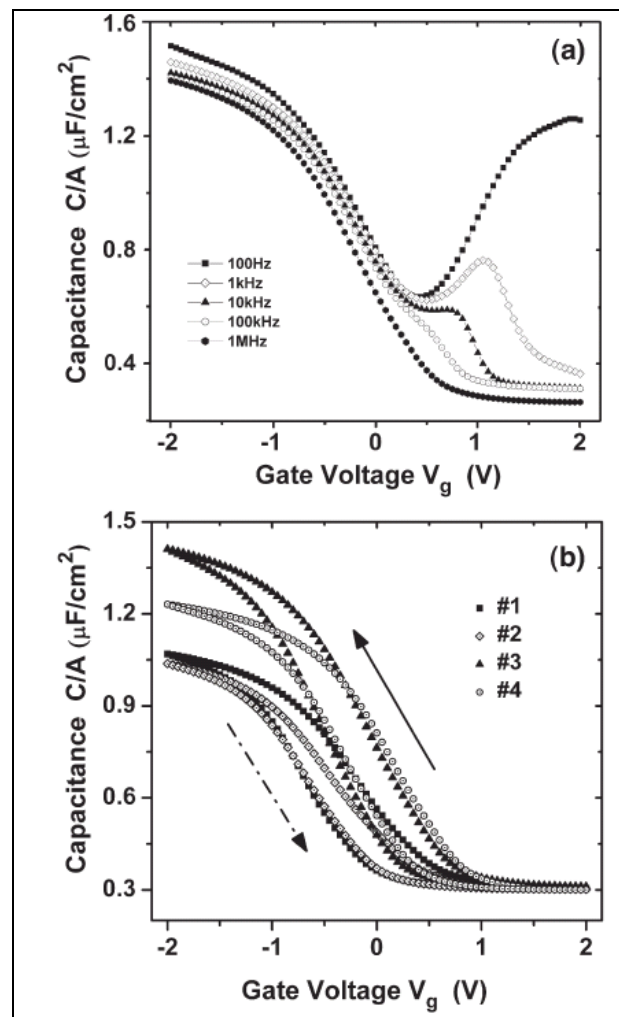 (a)
1.6
1.2
0.8
0.4
Capacitance C/A (μF/cm²)
100Hz
1kHz
10kHz
100kHz
1MHz
-2 -1 0 1 2
Gate Voltage Vg (V)
(b)
1.5
1.2
0.9
0.6
0.3
Capacitance C/A (μF/cm²)
#1
#2
#3
#4
-2 -1 0 1 2
Gate Voltage Vg (V)